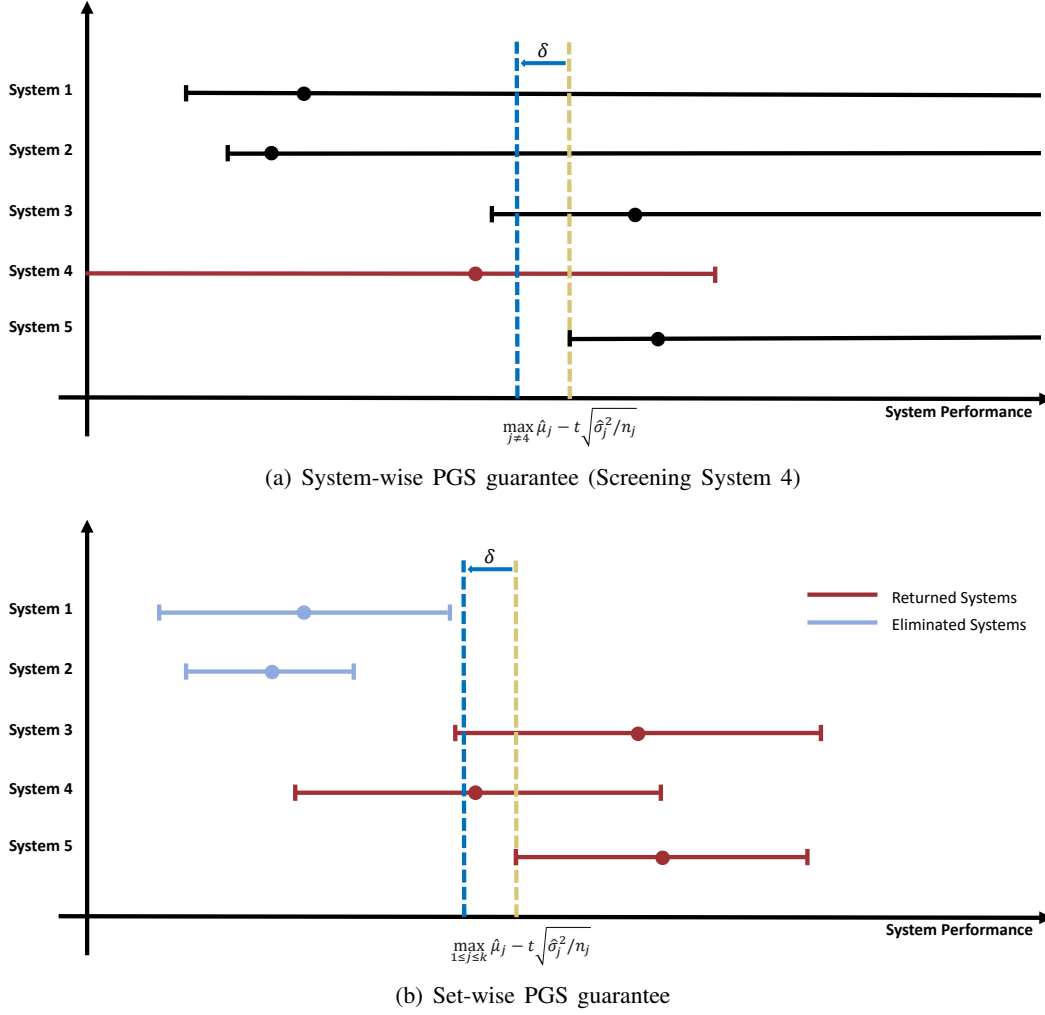 δ
System 1
System 2
System 3
System 4
System 5
System Performance
max j≠4 μ̂_j − t√(σ̂_j²/n_j)
(a) System-wise PGS guarantee (Screening System 4)
δ
System 1
Returned Systems
Eliminated Systems
System 2
System 3
System 4
System 5
System Performance
max 1≤j≤k μ̂_j − t√(σ̂_j²/n_j)
(b) Set-wise PGS guarantee